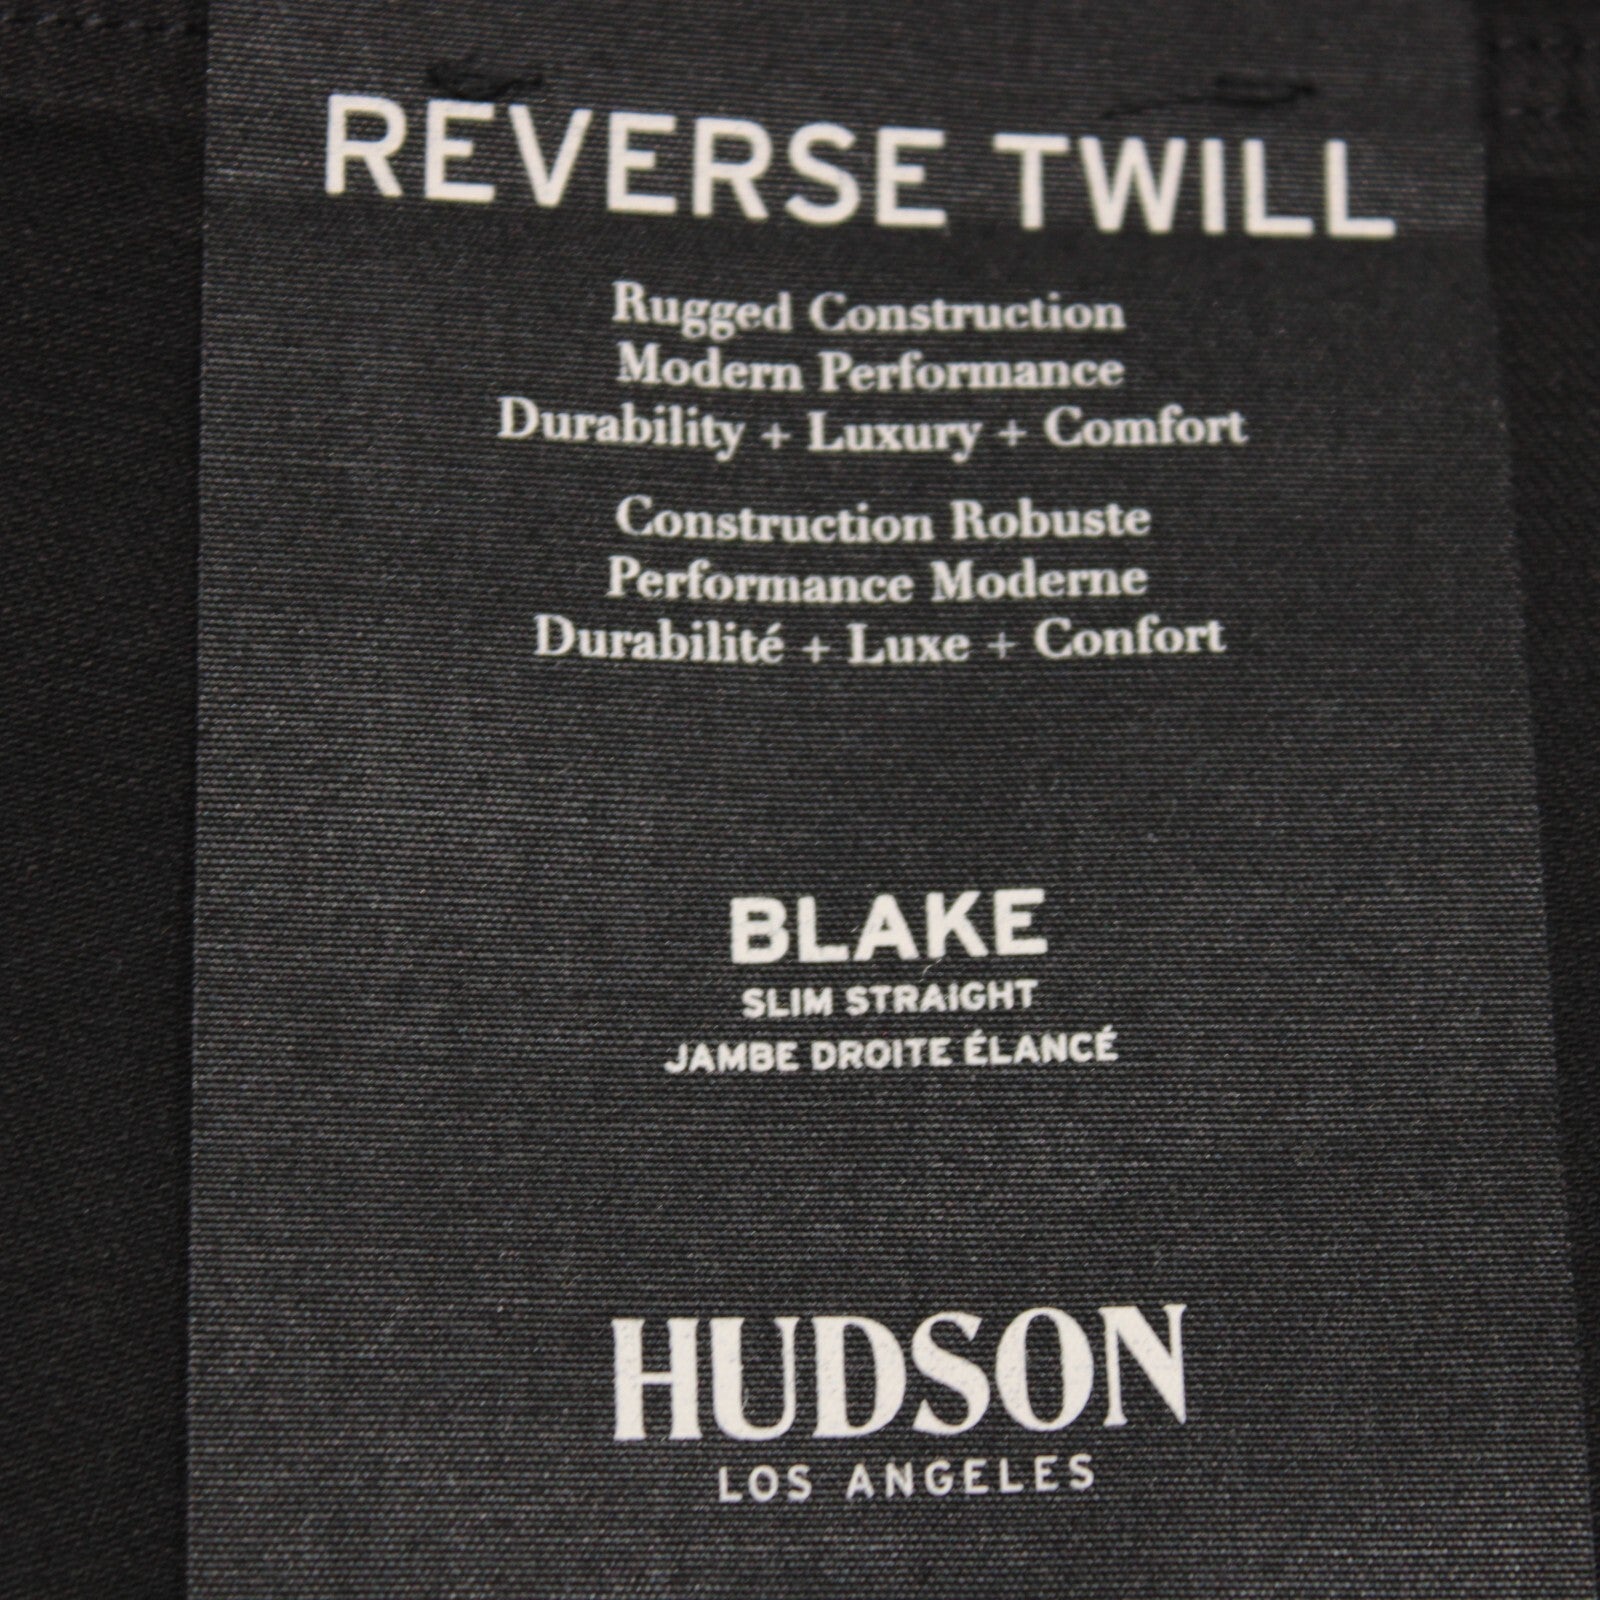 REVERSE TWILL
Rugged Construction
Modern Performance
Durability + Luxury + Comfort
Construction Robuste
Performance Moderne
Durabilité + Luxe + Confort
BLAKE
SLIM STRAIGHT
JAMBE DROITE ÉLANCÉ
HUDSON
LOS ANGELES